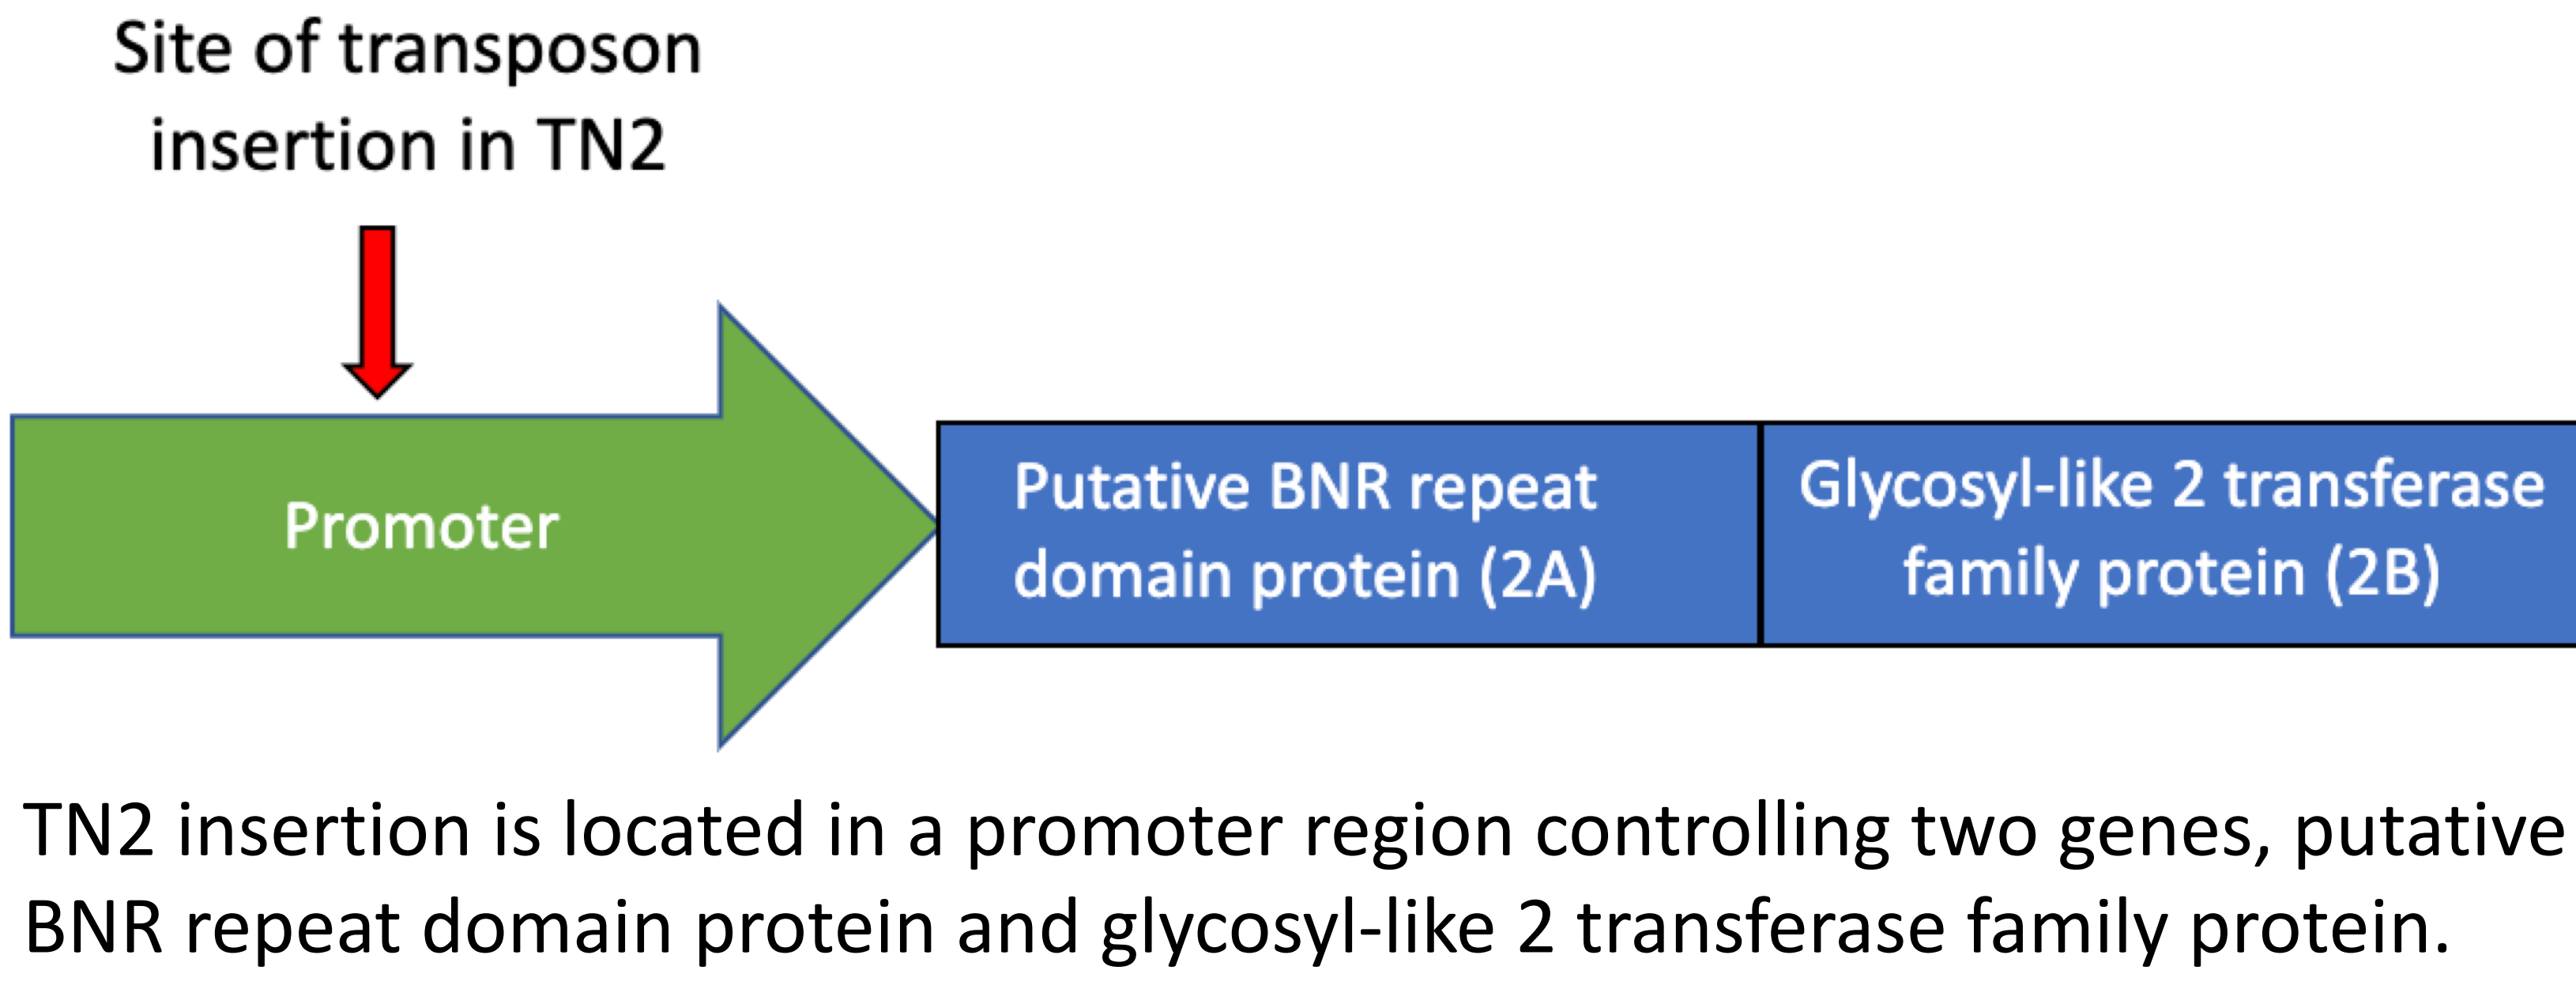 Site of transposon
insertion in TN2
Promoter
Putative BNR repeat
domain protein (2A)
Glycosyl-like 2 transferase
family protein (2B)
TN2 insertion is located in a promoter region controlling two genes, putative
BNR repeat domain protein and glycosyl-like 2 transferase family protein.